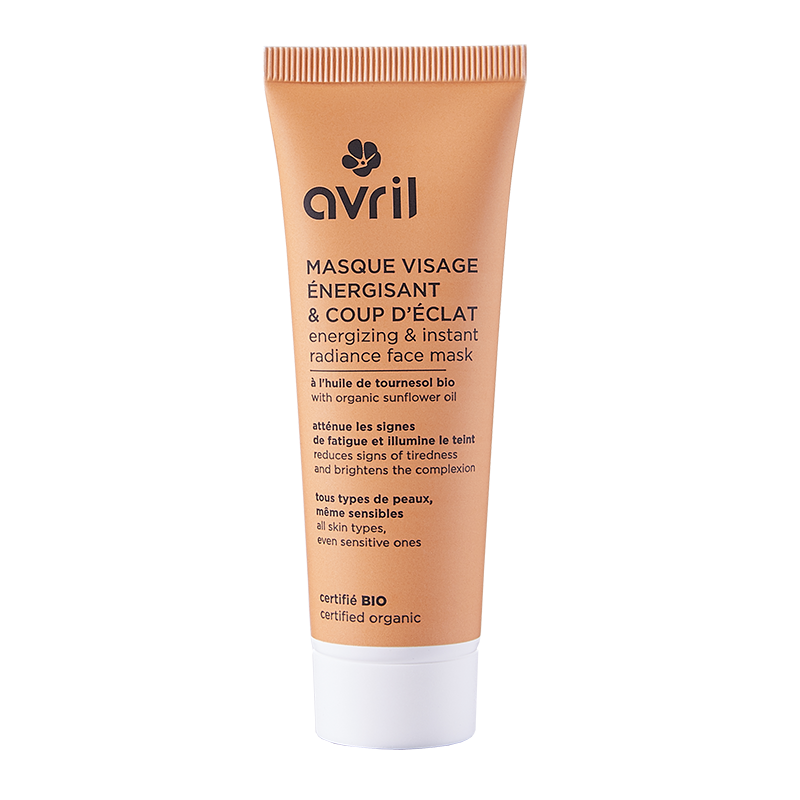 avril
MASQUE VISAGE
ÉNERGISANT
& COUP D'ÉCLAT
energizing & instant
radiance face mask
à l'huile de tournesol bio
with organic sunflower oil
atténue les signes
de fatigue et illumine le teint
reduces signs of tiredness
and brightens the complexion
tous types de peaux,
même sensibles
all skin types,
even sensitive ones
certifié BIO
certified organic